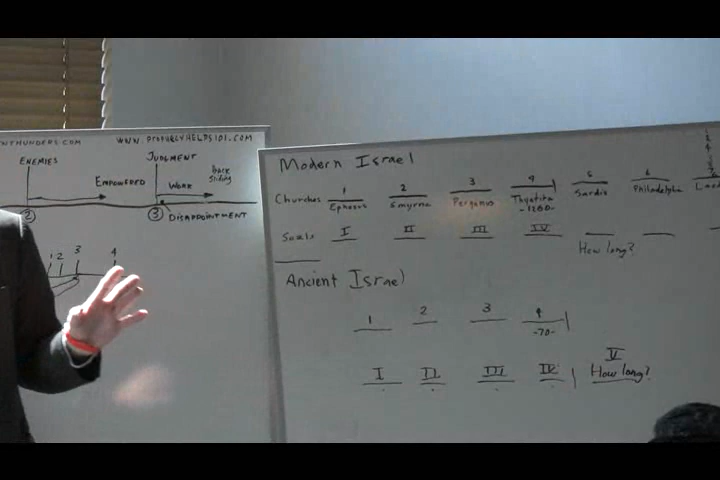 NTHUNDERS.COM WWW.PROPHECYHELPS101.COM
ENEMIES JUDGMENT
EMPOWERED WORK Back Sliding
2 3 DISAPPOINTMENT
1 2 3 4
Modern Israel
1 2 3 4 5 6
Churches Ephesus Smyrna Pergamos Thyatira Sardis Philadelphia Laod
-1260-
Seals I II III IV
How long?
Ancient Israel
1 2 3 4
-70-
V
I II III IV How long?